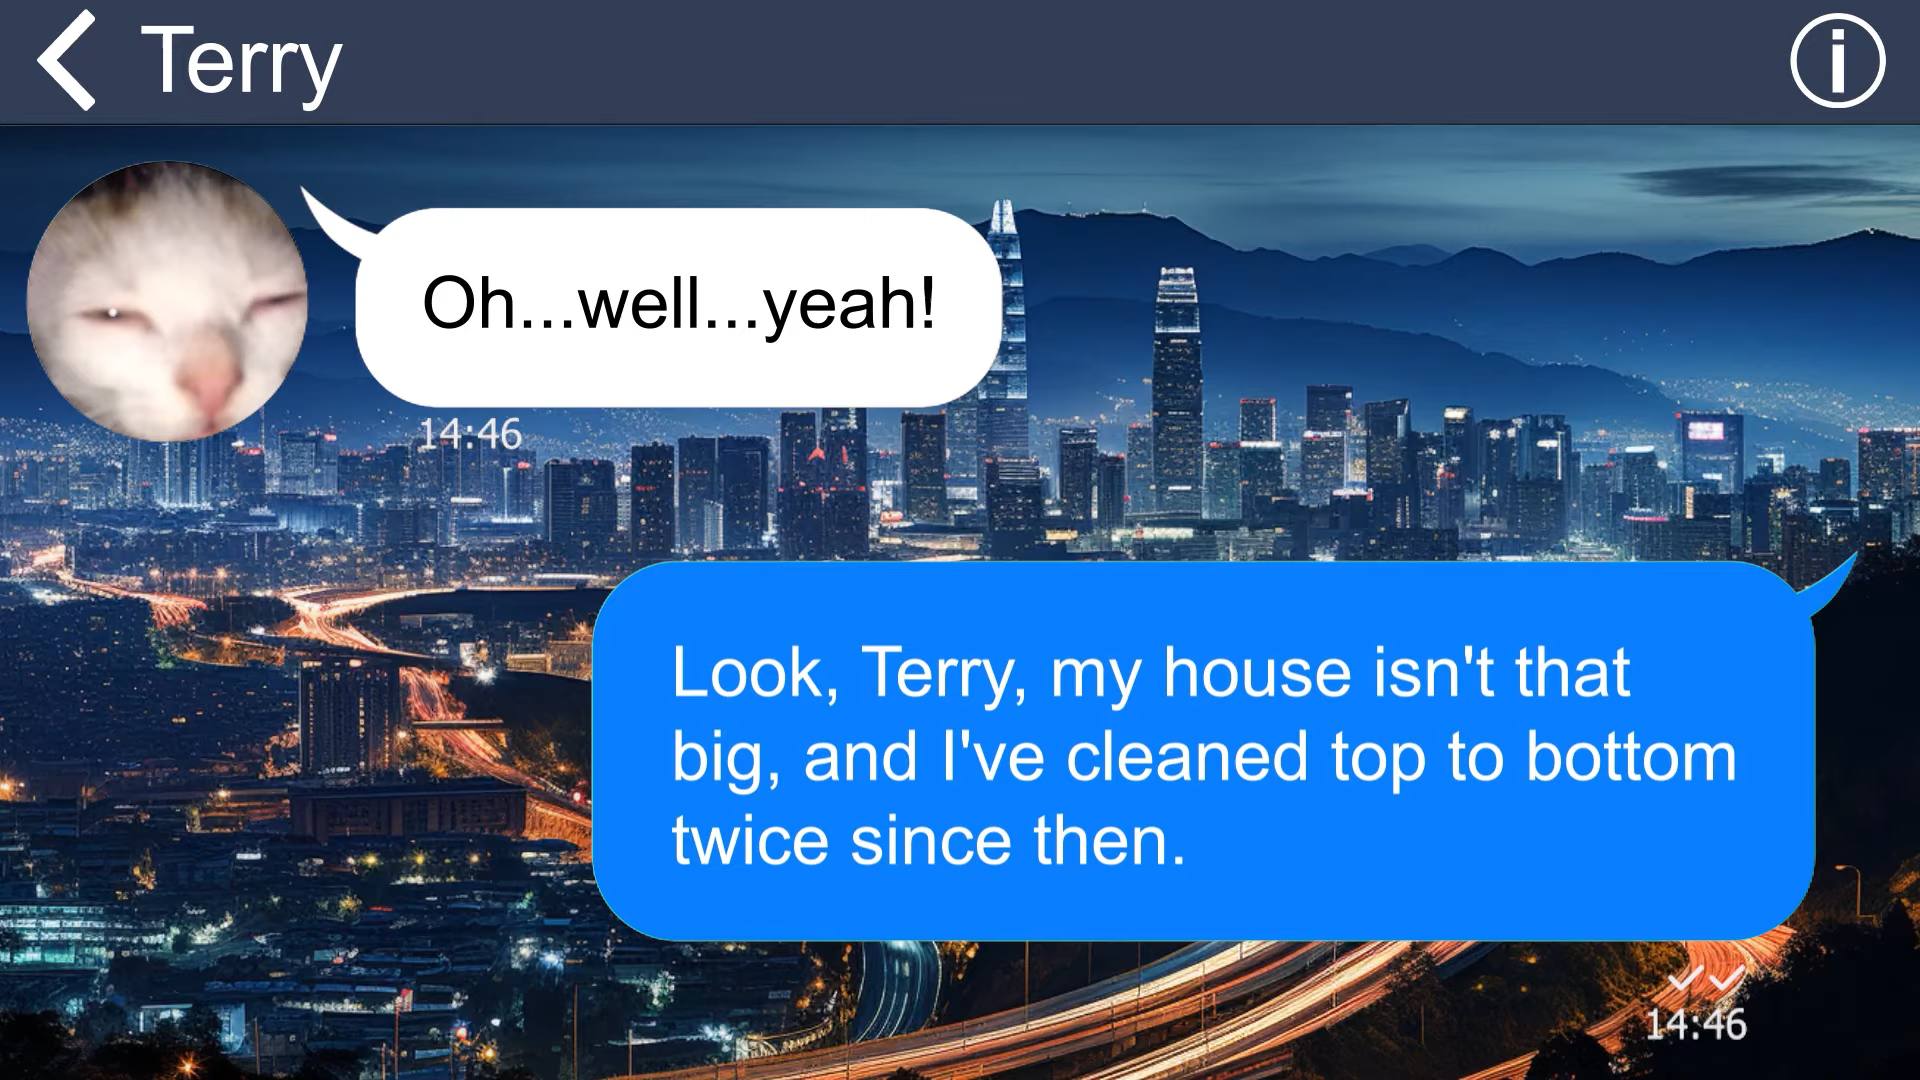 Terry
Oh...well...yeah!
14:46
Look, Terry, my house isn't that
big, and I've cleaned top to bottom
twice since then.
14:46